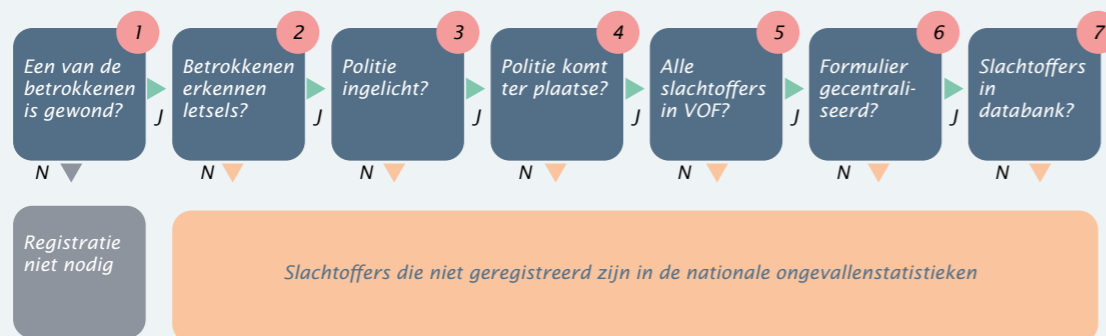 1
Een van de
betrokkenen
is gewond?
J
N
2
Betrokkenen
erkennen
letsels?
J
N
3
Politie
ingelicht?
J
N
4
Politie komt
ter plaatse?
J
N
5
Alle
slachtoffers
in VOF?
J
N
6
Formulier
gecentrali-
seerd?
J
N
7
Slachtoffers
in
databank?
N
Registratie
niet nodig
Slachtoffers die niet geregistreerd zijn in de nationale ongevallenstatistieken